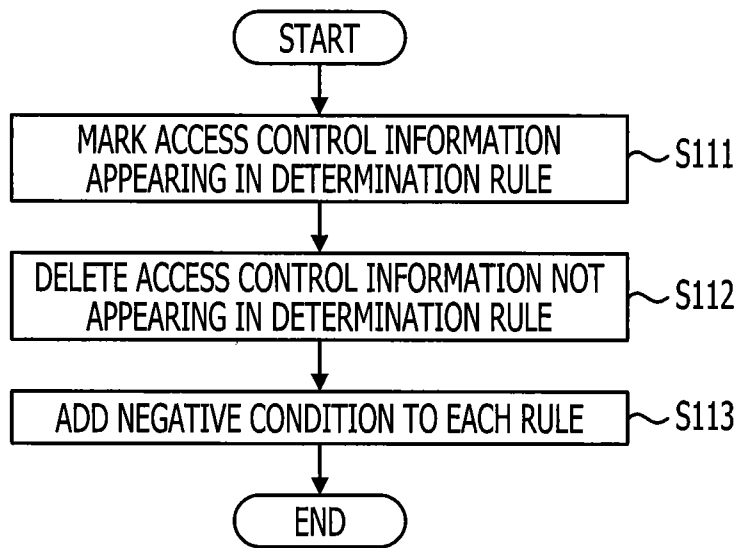 START
MARK ACCESS CONTROL INFORMATION
APPEARING IN DETERMINATION RULE
S111
DELETE ACCESS CONTROL INFORMATION NOT
APPEARING IN DETERMINATION RULE
S112
ADD NEGATIVE CONDITION TO EACH RULE
S113
END